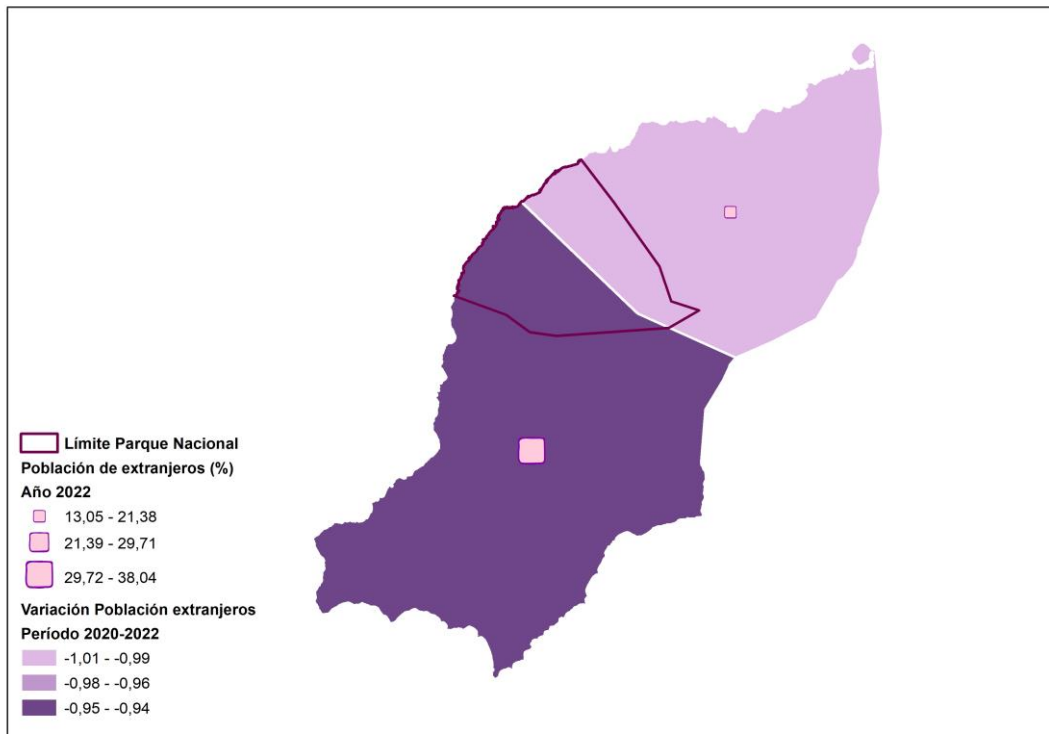 Límite Parque Nacional
Población de extranjeros (%)
Año 2022
13,05 - 21,38
21,39 - 29,71
29,72 - 38,04
Variación Población extranjeros
Período 2020-2022
-1,01 - -0,99
-0,98 - -0,96
-0,95 - -0,94